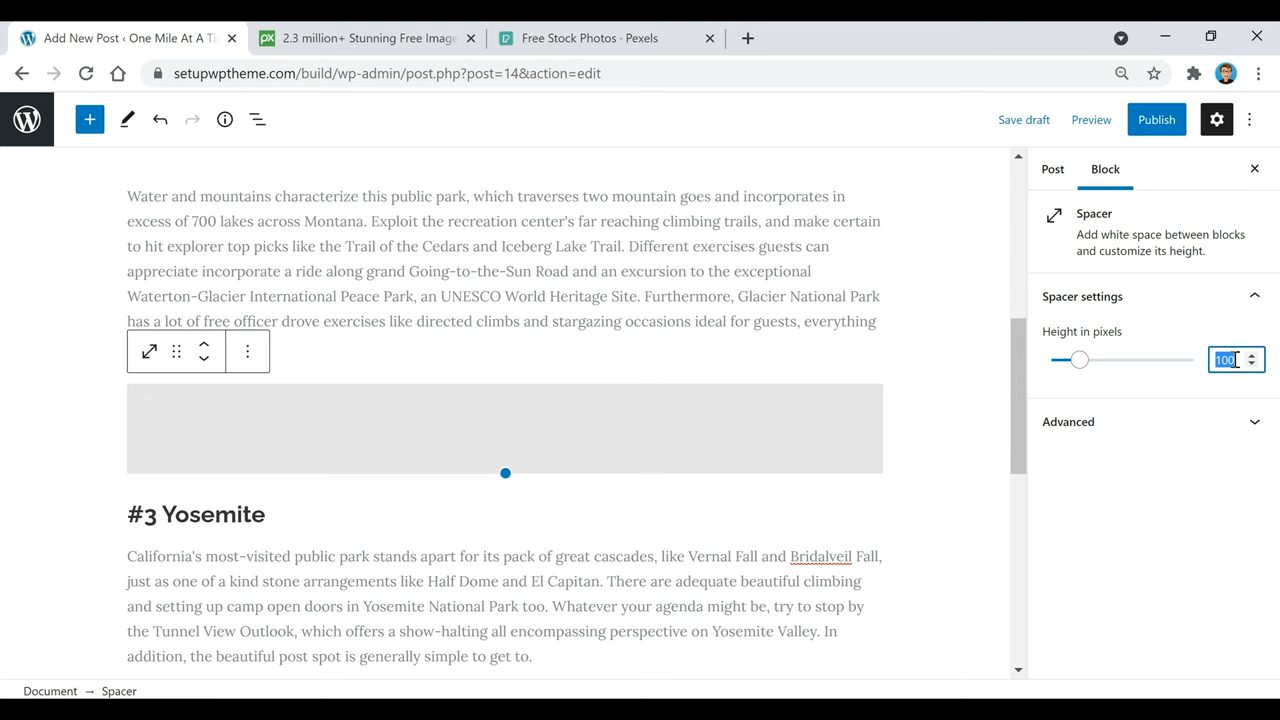 Add New Post ‹ One Mile At A Ti
2.3 million+ Stunning Free Image
Free Stock Photos · Pexels
setupwptheme.com/build/wp-admin/post.php?post=14&action=edit
Save draft
Preview
Publish
Water and mountains characterize this public park, which traverses two mountain goes and incorporates in
excess of 700 lakes across Montana. Exploit the recreation center's far reaching climbing trails, and make certain
to hit explorer top picks like the Trail of the Cedars and Iceberg Lake Trail. Different exercises guests can
appreciate incorporate a ride along grand Going-to-the-Sun Road and an excursion to the exceptional
Waterton-Glacier International Peace Park, an UNESCO World Heritage Site. Furthermore, Glacier National Park
has a lot of free officer drove exercises like directed climbs and stargazing occasions ideal for guests, everything
#3 Yosemite
California's most-visited public park stands apart for its pack of great cascades, like Vernal Fall and Bridalveil Fall,
just as one of a kind stone arrangements like Half Dome and El Capitan. There are adequate beautiful climbing
and setting up camp open doors in Yosemite National Park too. Whatever your agenda might be, try to stop by
the Tunnel View Outlook, which offers a show-halting all encompassing perspective on Yosemite Valley. In
addition, the beautiful post spot is generally simple to get to.
Post
Block
Spacer
Add white space between blocks
and customize its height.
Spacer settings
Height in pixels
100
Advanced
Document → Spacer